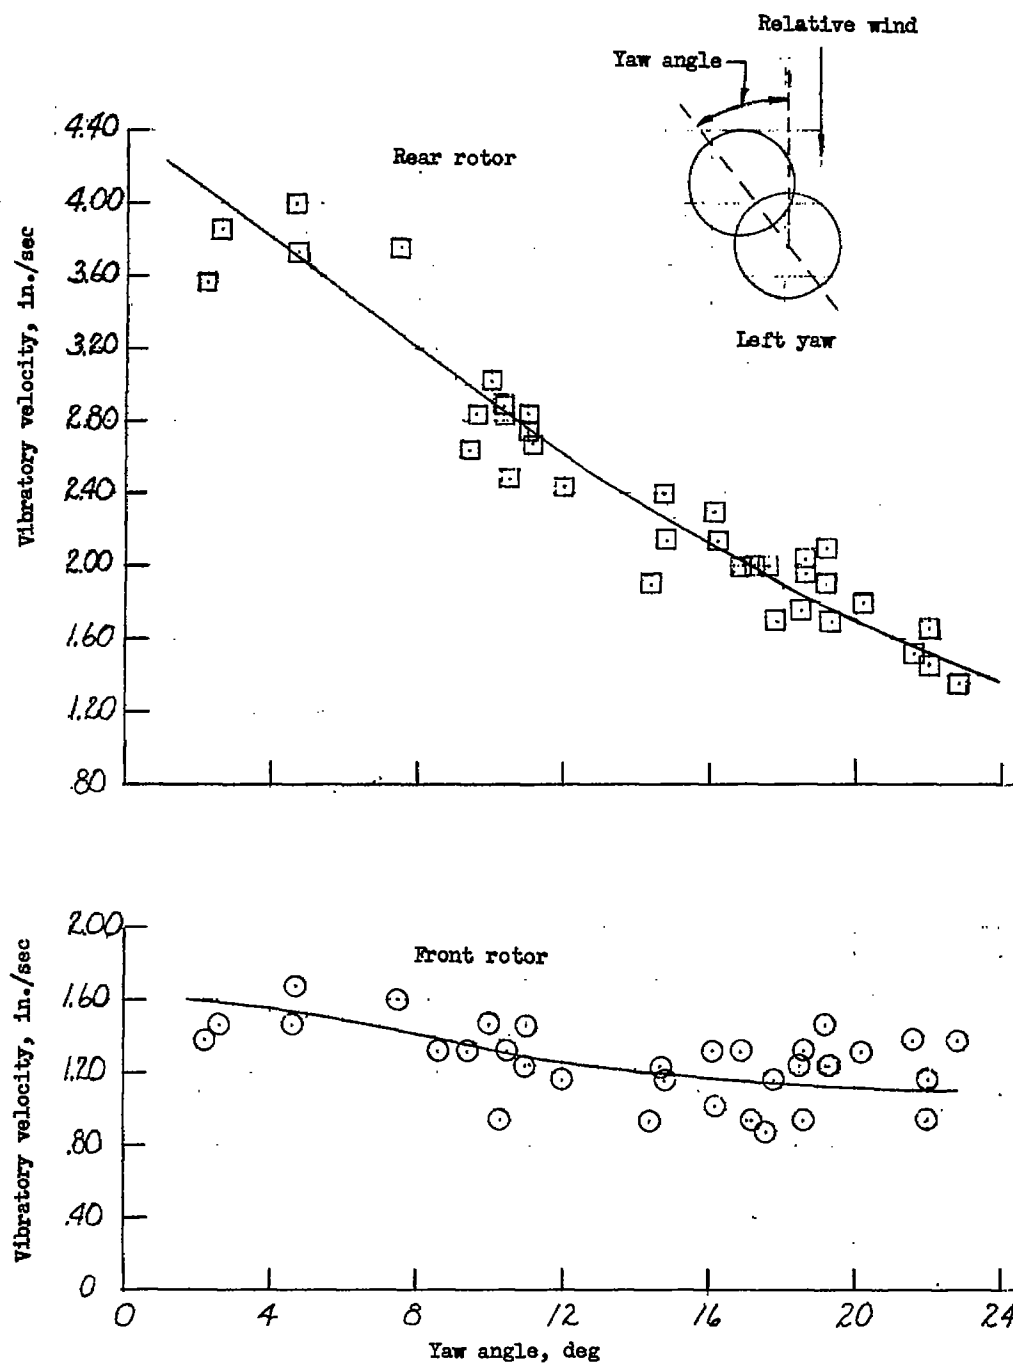 Relative wind
Yaw angle
Rear rotor
Left yaw
Vibratory velocity, in./sec
4.40
4.00
3.60
3.20
2.80
2.40
2.00
1.60
1.20
.80
Front rotor
Vibratory velocity, in./sec
2.00
1.60
1.20
.80
.40
0
0 4 8 12 16 20 24
Yaw angle, deg